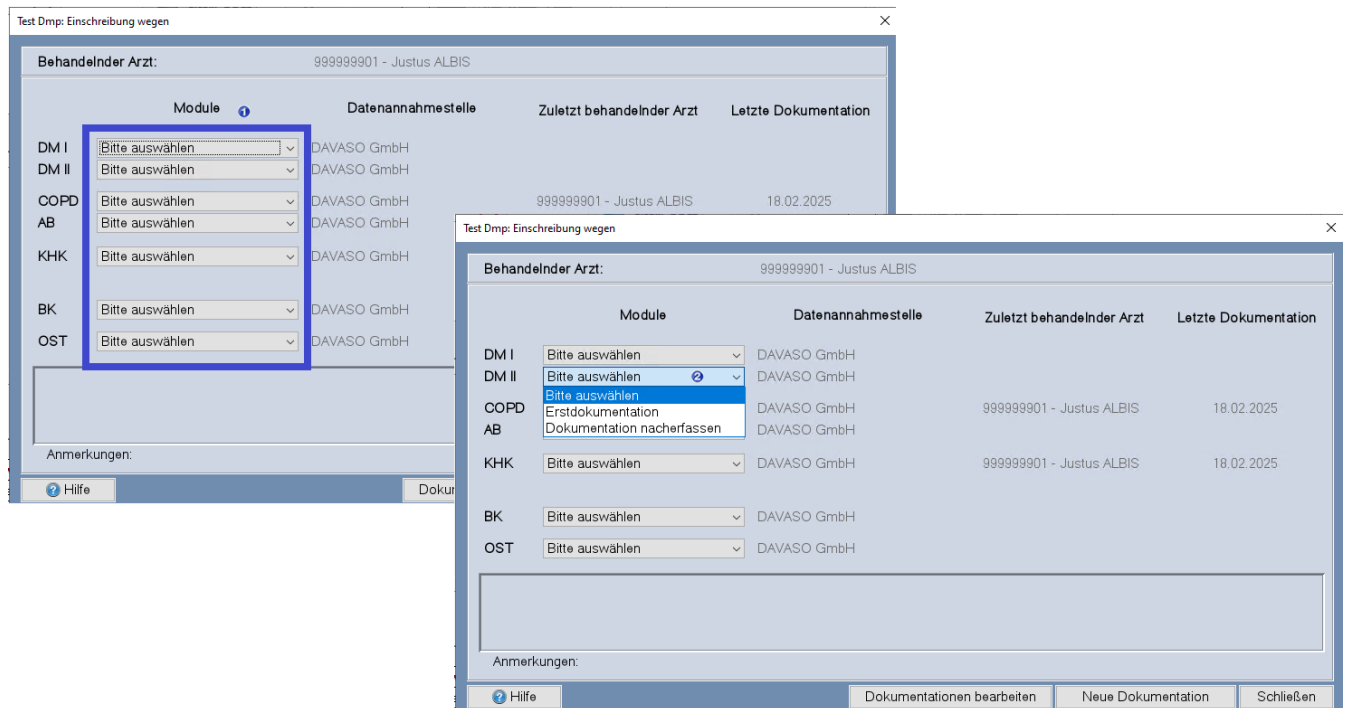 Test Dmp: Einschreibung wegen
Behandelnder Arzt: 999999901 - Justus ALBIS
Module 1 Datenannahmestelle Zuletzt behandelnder Arzt Letzte Dokumentation
DM I Bitte auswählen DAVASO GmbH
DM II Bitte auswählen DAVASO GmbH
COPD Bitte auswählen DAVASO GmbH 999999901 - Justus ALBIS 18.02.2025
AB Bitte auswählen DAVASO GmbH
KHK Bitte auswählen DAVASO GmbH
BK Bitte auswählen DAVASO GmbH
OST Bitte auswählen DAVASO GmbH
Anmerkungen:
Hilfe Dokur
Test Dmp: Einschreibung wegen
Behandelnder Arzt: 999999901 - Justus ALBIS
Module Datenannahmestelle Zuletzt behandelnder Arzt Letzte Dokumentation
DM I Bitte auswählen DAVASO GmbH
DM II Bitte auswählen 2 DAVASO GmbH
Bitte auswählen
COPD Erstdokumentation DAVASO GmbH 999999901 - Justus ALBIS 18.02.2025
AB Dokumentation nacherfassen DAVASO GmbH
KHK Bitte auswählen DAVASO GmbH 999999901 - Justus ALBIS 18.02.2025
BK Bitte auswählen DAVASO GmbH
OST Bitte auswählen DAVASO GmbH
Anmerkungen:
Hilfe Dokumentationen bearbeiten Neue Dokumentation Schließen